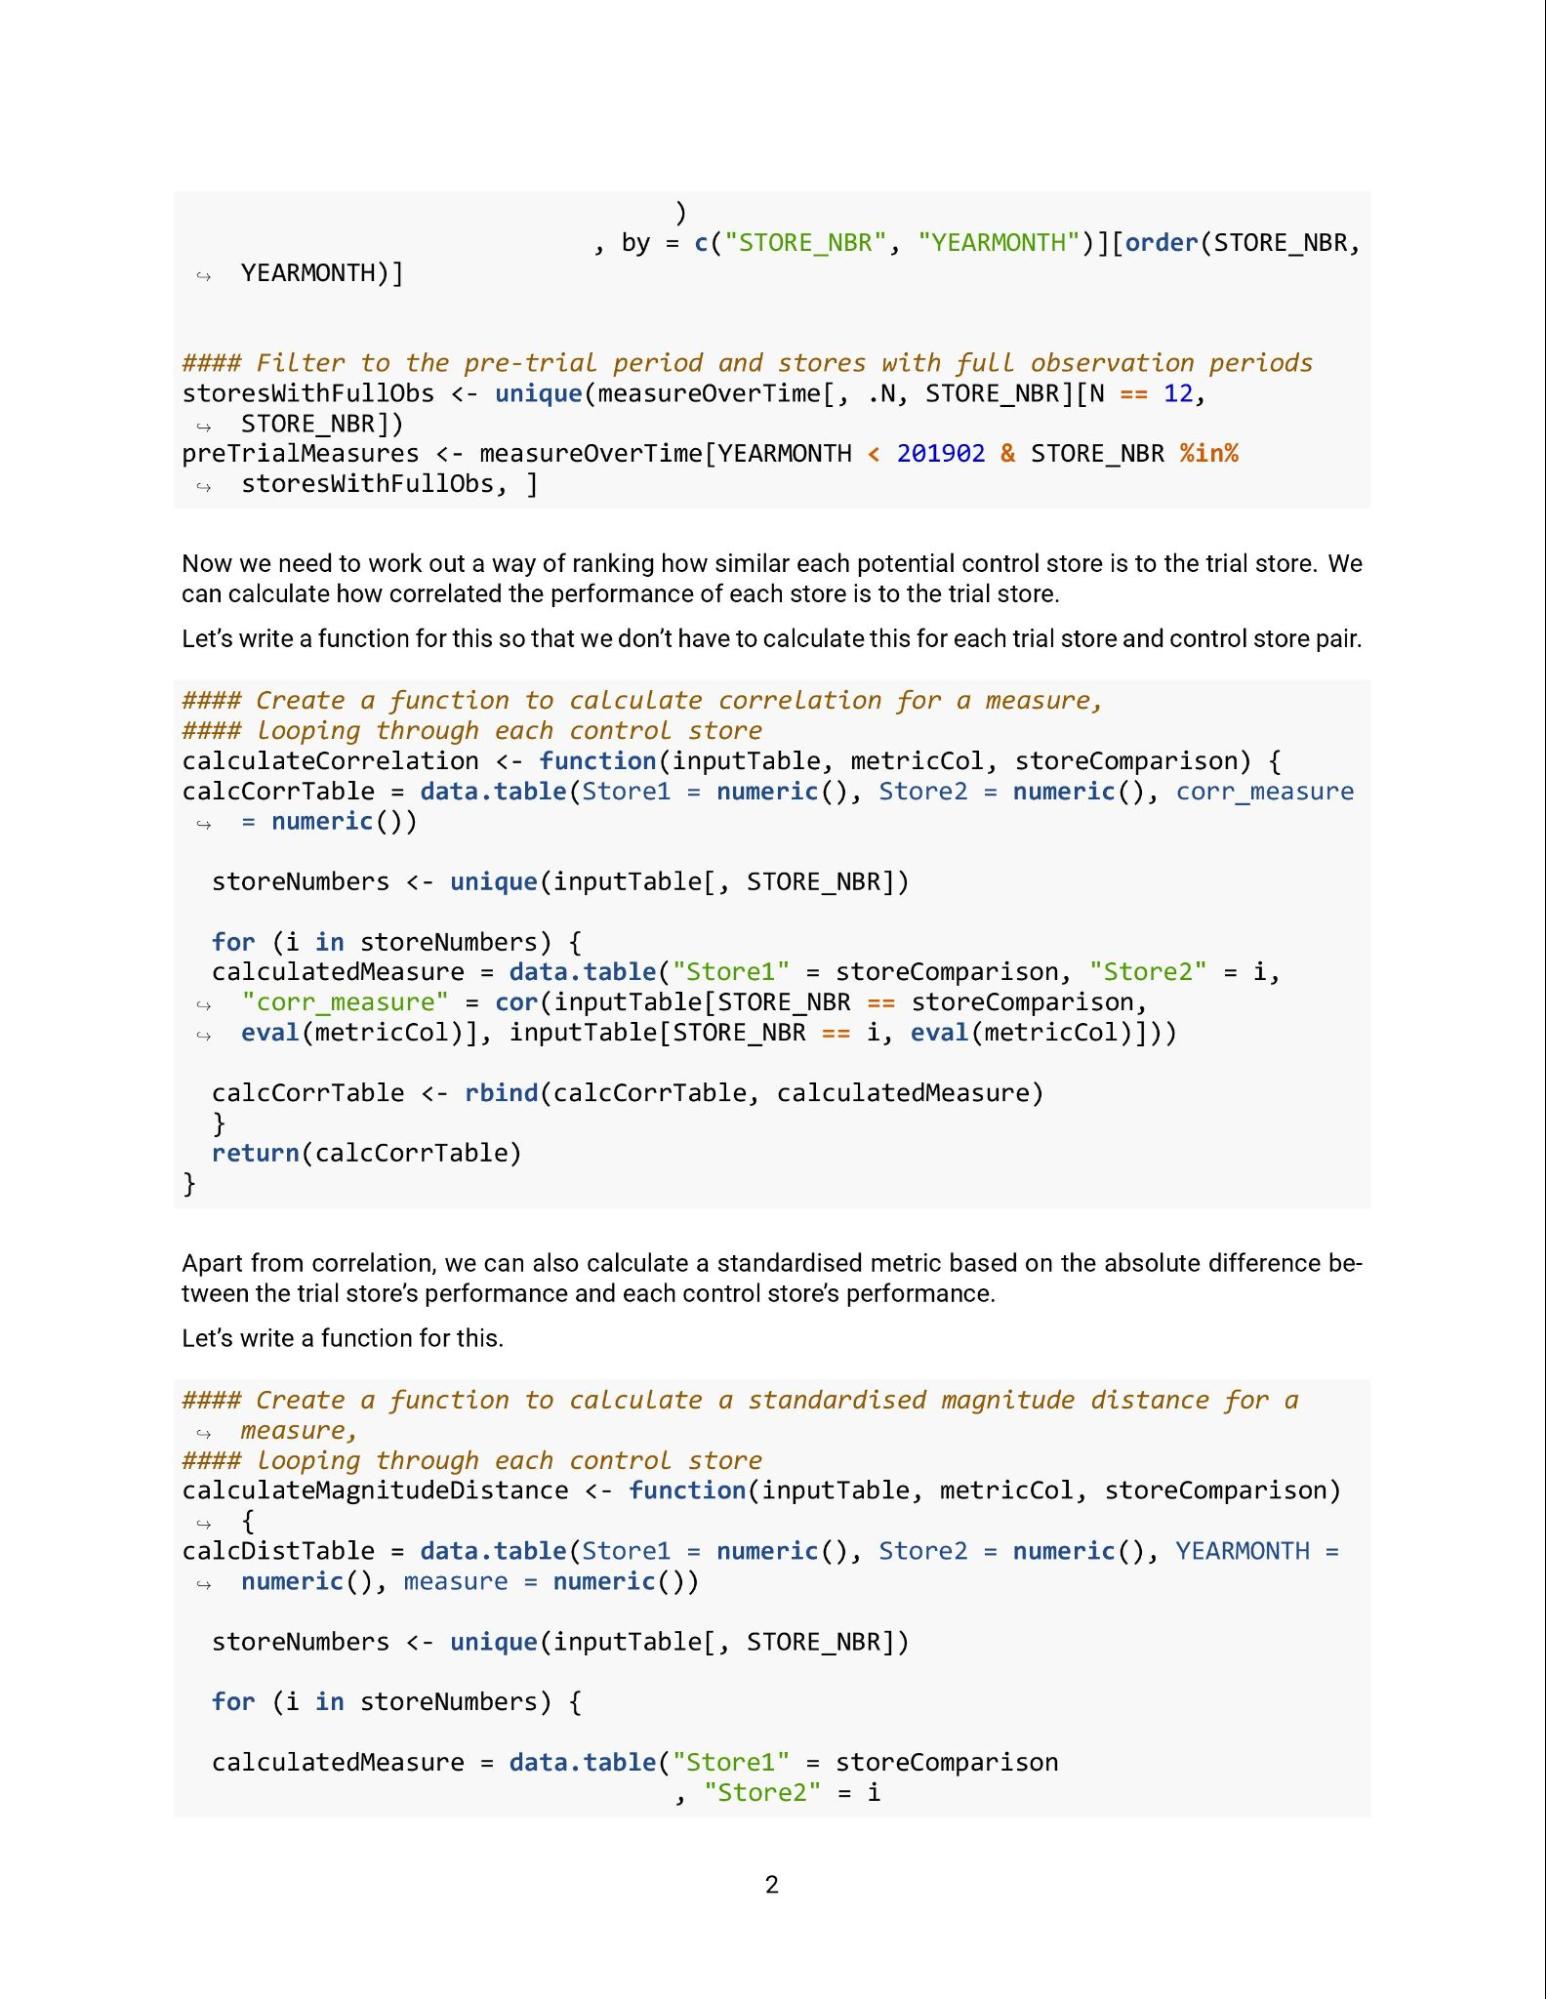 )
, by = c("STORE_NBR", "YEARMONTH")][order(STORE_NBR,
↪ YEARMONTH)]
#### Filter to the pre-trial period and stores with full observation periods
storesWithFullObs <- unique(measureOverTime[, .N, STORE_NBR][N == 12,
↪ STORE_NBR])
preTrialMeasures <- measureOverTime[YEARMONTH < 201902 & STORE_NBR %in%
↪ storesWithFullObs, ]
Now we need to work out a way of ranking how similar each potential control store is to the trial store. We
can calculate how correlated the performance of each store is to the trial store.
Let’s write a function for this so that we don’t have to calculate this for each trial store and control store pair.
#### Create a function to calculate correlation for a measure,
#### looping through each control store
calculateCorrelation <- function(inputTable, metricCol, storeComparison) {
calcCorrTable = data.table(Store1 = numeric(), Store2 = numeric(), corr_measure
↪ = numeric())
storeNumbers <- unique(inputTable[, STORE_NBR])
for (i in storeNumbers) {
calculatedMeasure = data.table("Store1" = storeComparison, "Store2" = i,
↪ "corr_measure" = cor(inputTable[STORE_NBR == storeComparison,
↪ eval(metricCol)], inputTable[STORE_NBR == i, eval(metricCol)]))
calcCorrTable <- rbind(calcCorrTable, calculatedMeasure)
}
return(calcCorrTable)
}
Apart from correlation, we can also calculate a standardised metric based on the absolute difference be-
tween the trial store’s performance and each control store’s performance.
Let’s write a function for this.
#### Create a function to calculate a standardised magnitude distance for a
↪ measure,
#### looping through each control store
calculateMagnitudeDistance <- function(inputTable, metricCol, storeComparison)
↪ {
calcDistTable = data.table(Store1 = numeric(), Store2 = numeric(), YEARMONTH =
↪ numeric(), measure = numeric())
storeNumbers <- unique(inputTable[, STORE_NBR])
for (i in storeNumbers) {
calculatedMeasure = data.table("Store1" = storeComparison
, "Store2" = i
2